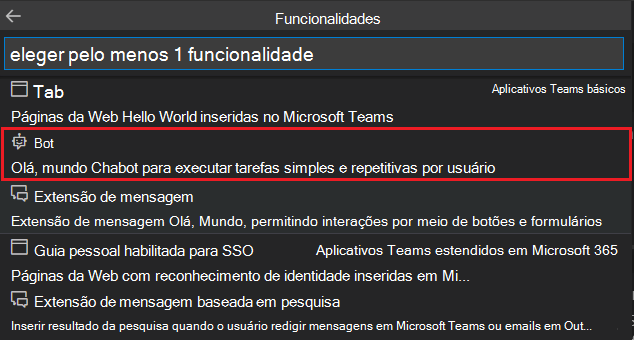 Funcionalidades
eleger pelo menos 1 funcionalidade
Tab Aplicativos Teams básicos
Páginas da Web Hello World inseridas no Microsoft Teams
Bot
Olá, mundo Chabot para executar tarefas simples e repetitivas por usuário
Extensão de mensagem
Extensão de mensagem Olá, Mundo, permitindo interações por meio de botões e formulários
Guia pessoal habilitada para SSO Aplicativos Teams estendidos em Microsoft 365
Páginas da Web com reconhecimento de identidade inseridas em Mi...
Extensão de mensagem baseada em pesquisa
Inserir resultado da pesquisa quando o usuário redigir mensagens em Microsoft Teams ou emails em Out...